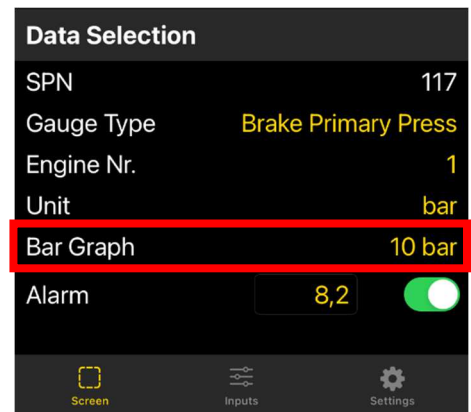 Data Selection
SPN 117
Gauge Type Brake Primary Press
Engine Nr. 1
Unit bar
Bar Graph 10 bar
Alarm 8,2
Screen Inputs Settings